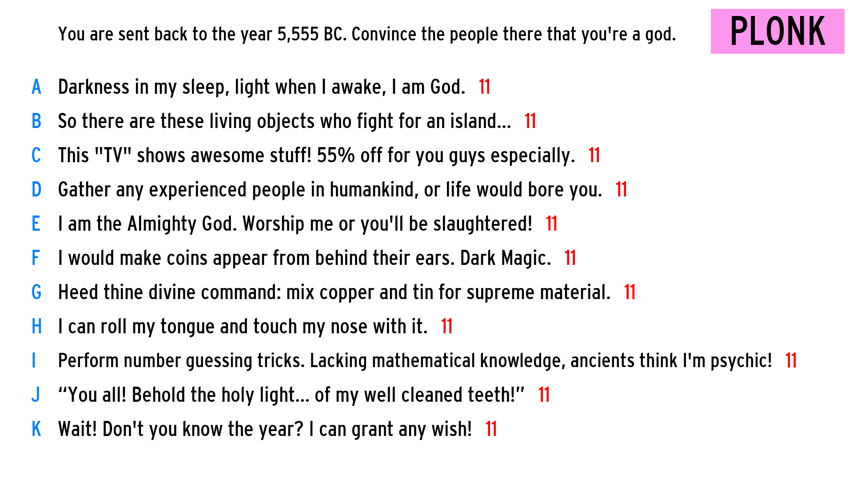 You are sent back to the year 5,555 BC. Convince the people there that you're a god.
PLONK
A Darkness in my sleep, light when I awake, I am God. 11
B So there are these living objects who fight for an island... 11
C This "TV" shows awesome stuff! 55% off for you guys especially. 11
D Gather any experienced people in humankind, or life would bore you. 11
E I am the Almighty God. Worship me or you'll be slaughtered! 11
F I would make coins appear from behind their ears. Dark Magic. 11
G Heed thine divine command: mix copper and tin for supreme material. 11
H I can roll my tongue and touch my nose with it. 11
I Perform number guessing tricks. Lacking mathematical knowledge, ancients think I'm psychic! 11
J “You all! Behold the holy light... of my well cleaned teeth!” 11
K Wait! Don't you know the year? I can grant any wish! 11